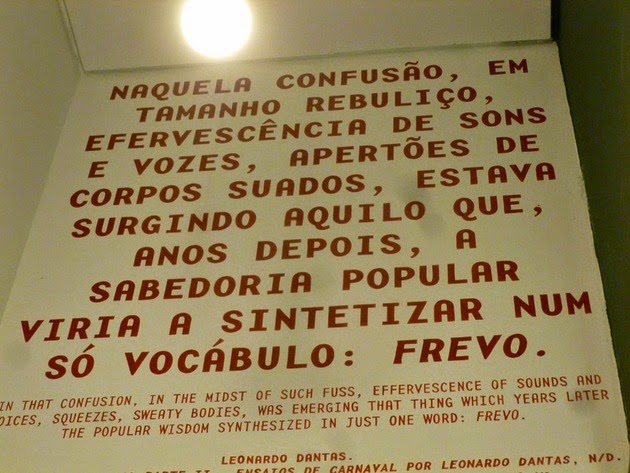 NAQUELA CONFUSÃO, EM
TAMANHO REBULIÇO,
EFERVESCÊNCIA DE SONS
E VOZES, APERTÕES DE
CORPOS SUADOS, ESTAVA
SURGINDO AQUILO QUE,
ANOS DEPOIS, A
SABEDORIA POPULAR
VIRIA A SINTETIZAR NUM
SÓ VOCÁBULO: FREVO.
IN THAT CONFUSION, IN THE MIDST OF SUCH FUSS, EFFERVESCENCE OF SOUNDS AND
OICES, SQUEEZES, SWEATY BODIES, WAS EMERGING THAT THING WHICH YEARS LATER
THE POPULAR WISDOM SYNTHESIZED IN JUST ONE WORD: FREVO.
LEONARDO DANTAS.
PARTE II. ENSAIOS DE CARNAVAL POR LEONARDO DANTAS, N/D.